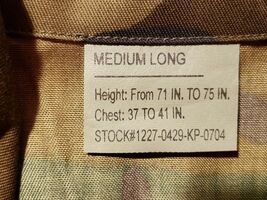 MEDIUM LONG
Height: From 71 IN. TO 75 IN.
Chest: 37 TO 41 IN.
STOCK#1227-0429-KP-0704